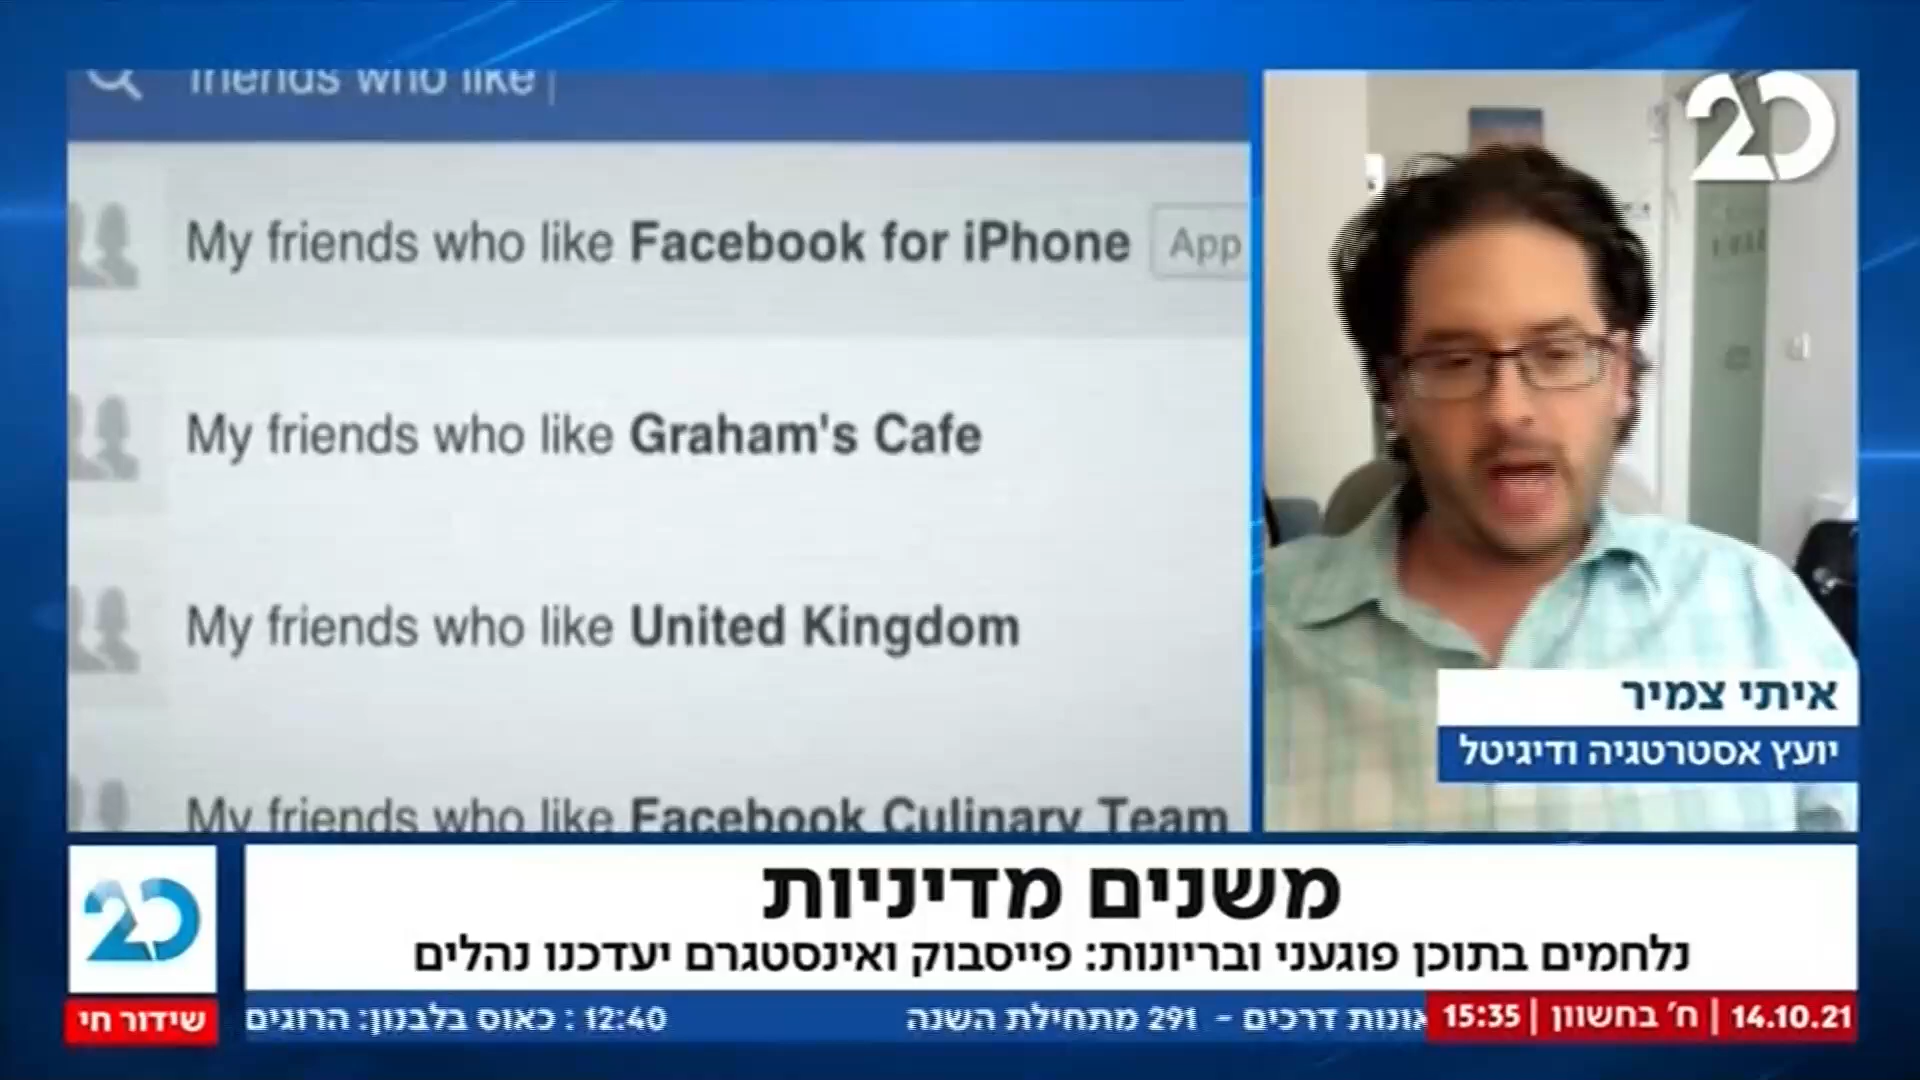 friends who like
My friends who like Facebook for iPhone App
My friends who like Graham's Cafe
My friends who like United Kingdom
My friends who like Facebook Culinary Team
20
איתי צמיר
יועץ אסטרטגיה ודיגיטל
20
משנים מדיניות
נלחמים בתוכן פוגעני ובריונות: פייסבוק ואינסטגרם יעדכנו נהלים
שידור חי
14.10.21 | ח' בחשוון | 15:35
אונות דרכים - 291 מתחילת השנה
12:40 : כאוס בלבנון: הרוגים